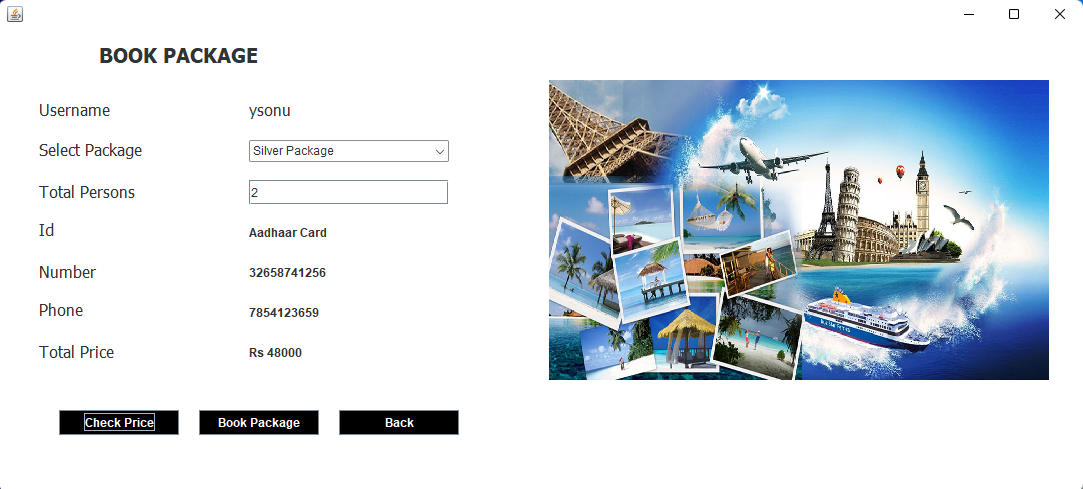 BOOK PACKAGE
Username ysonu
Select Package Silver Package
Total Persons 2
Id Aadhaar Card
Number 32658741256
Phone 7854123659
Total Price Rs 48000
Check Price Book Package Back